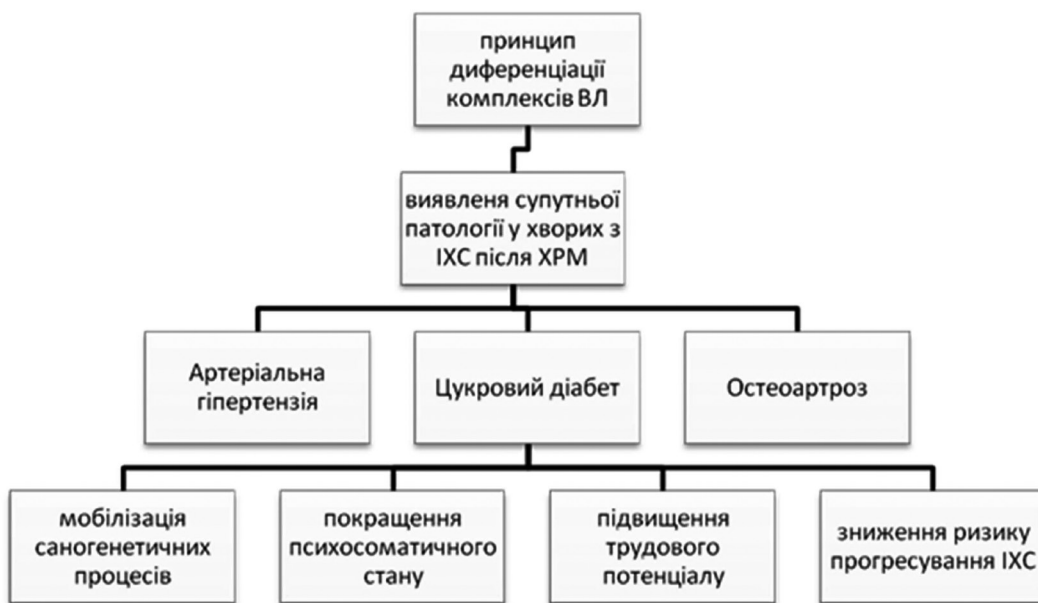 принцип
диференціації
комплексів ВЛ
виявленя супутньої
патології у хворих з
ІХС після ХРМ
Артеріальна
гіпертензія
Цукровий діабет
Остеоартроз
мобілізація
саногенетичних
процесів
покращення
психосоматичного
стану
підвищення
трудового
потенціалу
зниження ризику
прогресування ІХС